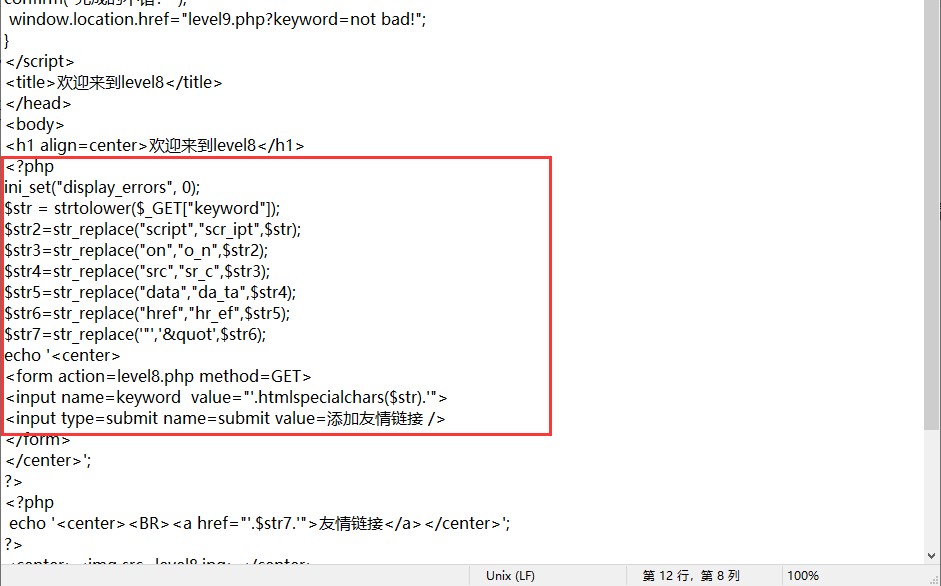 window.location.href="level9.php?keyword=not bad!";
}
</script>
<title>欢迎来到level8</title>
</head>
<body>
<h1 align=center>欢迎来到level8</h1>
<?php
ini_set("display_errors", 0);
$str = strtolower($_GET["keyword"]);
$str2=str_replace("script","scr_ipt",$str);
$str3=str_replace("on","o_n",$str2);
$str4=str_replace("src","sr_c",$str3);
$str5=str_replace("data","da_ta",$str4);
$str6=str_replace("href","hr_ef",$str5);
$str7=str_replace('"','&quot',$str6);
echo '<center>
<form action=level8.php method=GET>
<input name=keyword  value="'.htmlspecialchars($str).'">
<input type=submit name=submit value=添加友情链接 />
</form>
</center>';
?>
<?php
 echo '<center><BR><a href="'.$str7.'">友情链接</a></center>';
?>
Unix (LF)
第 12 行，第 8 列
100%